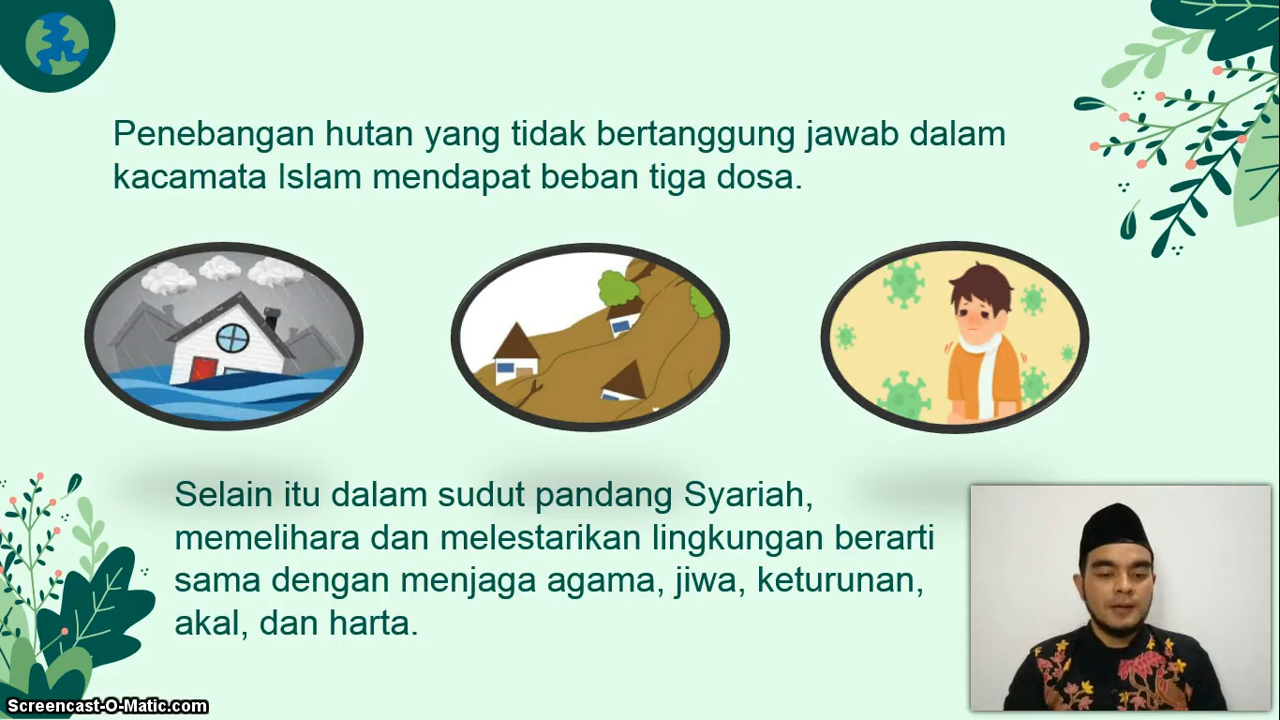 Penebangan hutan yang tidak bertanggung jawab dalam
kacamata Islam mendapat beban tiga dosa.
Selain itu dalam sudut pandang Syariah,
memelihara dan melestarikan lingkungan berarti
sama dengan menjaga agama, jiwa, keturunan,
akal, dan harta.
Screencast-O-Matic.com